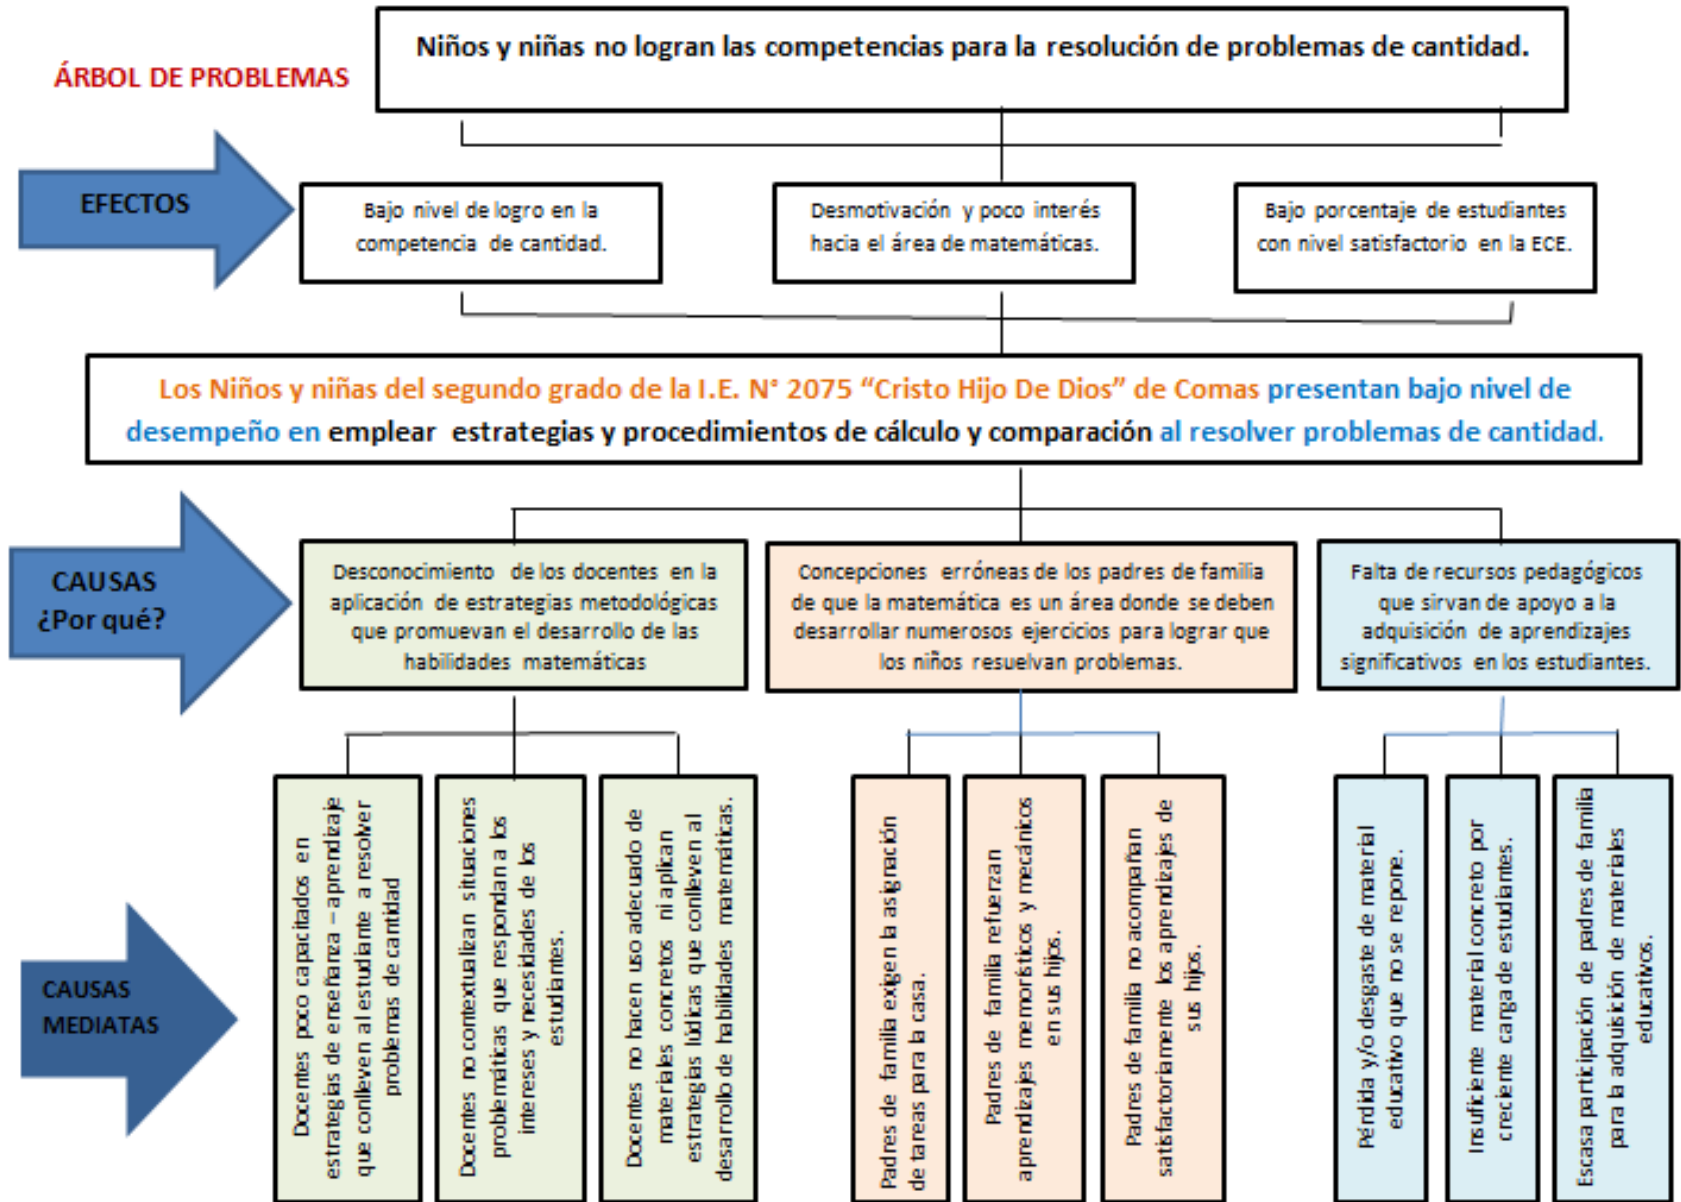 Niños y niñas no logran las competencias para la resolución de problemas de cantidad.
ÁRBOL DE PROBLEMAS
EFECTOS
Bajo nivel de logro en la
competencia de cantidad.
Desmotivación y poco interés
hacia el área de matemáticas.
Bajo porcentaje de estudiantes
con nivel satisfactorio en la ECE.
Los Niños y niñas del segundo grado de la I.E. N° 2075 “Cristo Hijo De Dios” de Comas presentan bajo nivel de
desempeño en emplear estrategias y procedimientos de cálculo y comparación al resolver problemas de cantidad.
CAUSAS
¿Por qué?
Desconocimiento de los docentes en la
aplicación de estrategias metodológicas
que promuevan el desarrollo de las
habilidades matemáticas
Concepciones erróneas de los padres de familia
de que la matemática es un área donde se deben
desarrollar numerosos ejercicios para lograr que
los niños resuelvan problemas.
Falta de recursos pedagógicos
que sirvan de apoyo a la
adquisición de aprendizajes
significativos en los estudiantes.
CAUSAS
MEDIATAS
Docentes poco capacitados en
estrategias de enseñanza – aprendizaje
que conlleven al estudiante a resolver
problemas de cantidad
Docentes no contextualizan situaciones
problemáticas que respondan a los
intereses y necesidades de los
estudiantes.
Docentes no hacen uso adecuado de
materiales concretos ni aplican
estrategias lúdicas que conlleven al
desarrollo de habilidades matemáticas.
Padres de familia exigen la asignación
de tareas para la casa.
Padres de familia refuerzan
aprendizajes memorísticos y mecánicos
en sus hijos.
Padres de familia no acompañan
satisfactoriamente los aprendizajes de
sus hijos.
Pérdida y/o desgaste de material
educativo que no se repone.
Insuficiente material concreto por
creciente carga de estudiantes.
Escasa participación de padres de familia
para la adquisición de materiales
educativos.